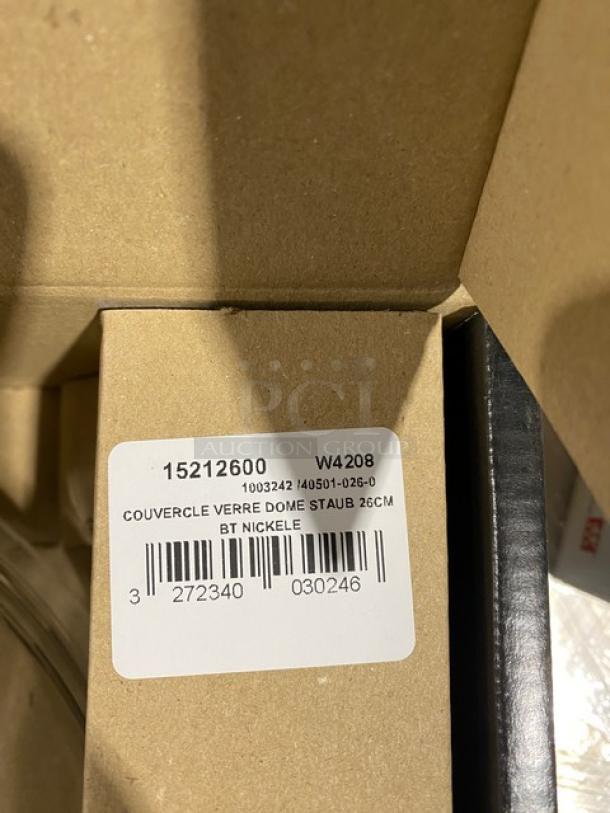 PCI
AUCTION GROUP
15212600 W4208
1003242 /40501-026-0
COUVERCLE VERRE DOME STAUB 26CM
BT NICKELE
3 272340 030246